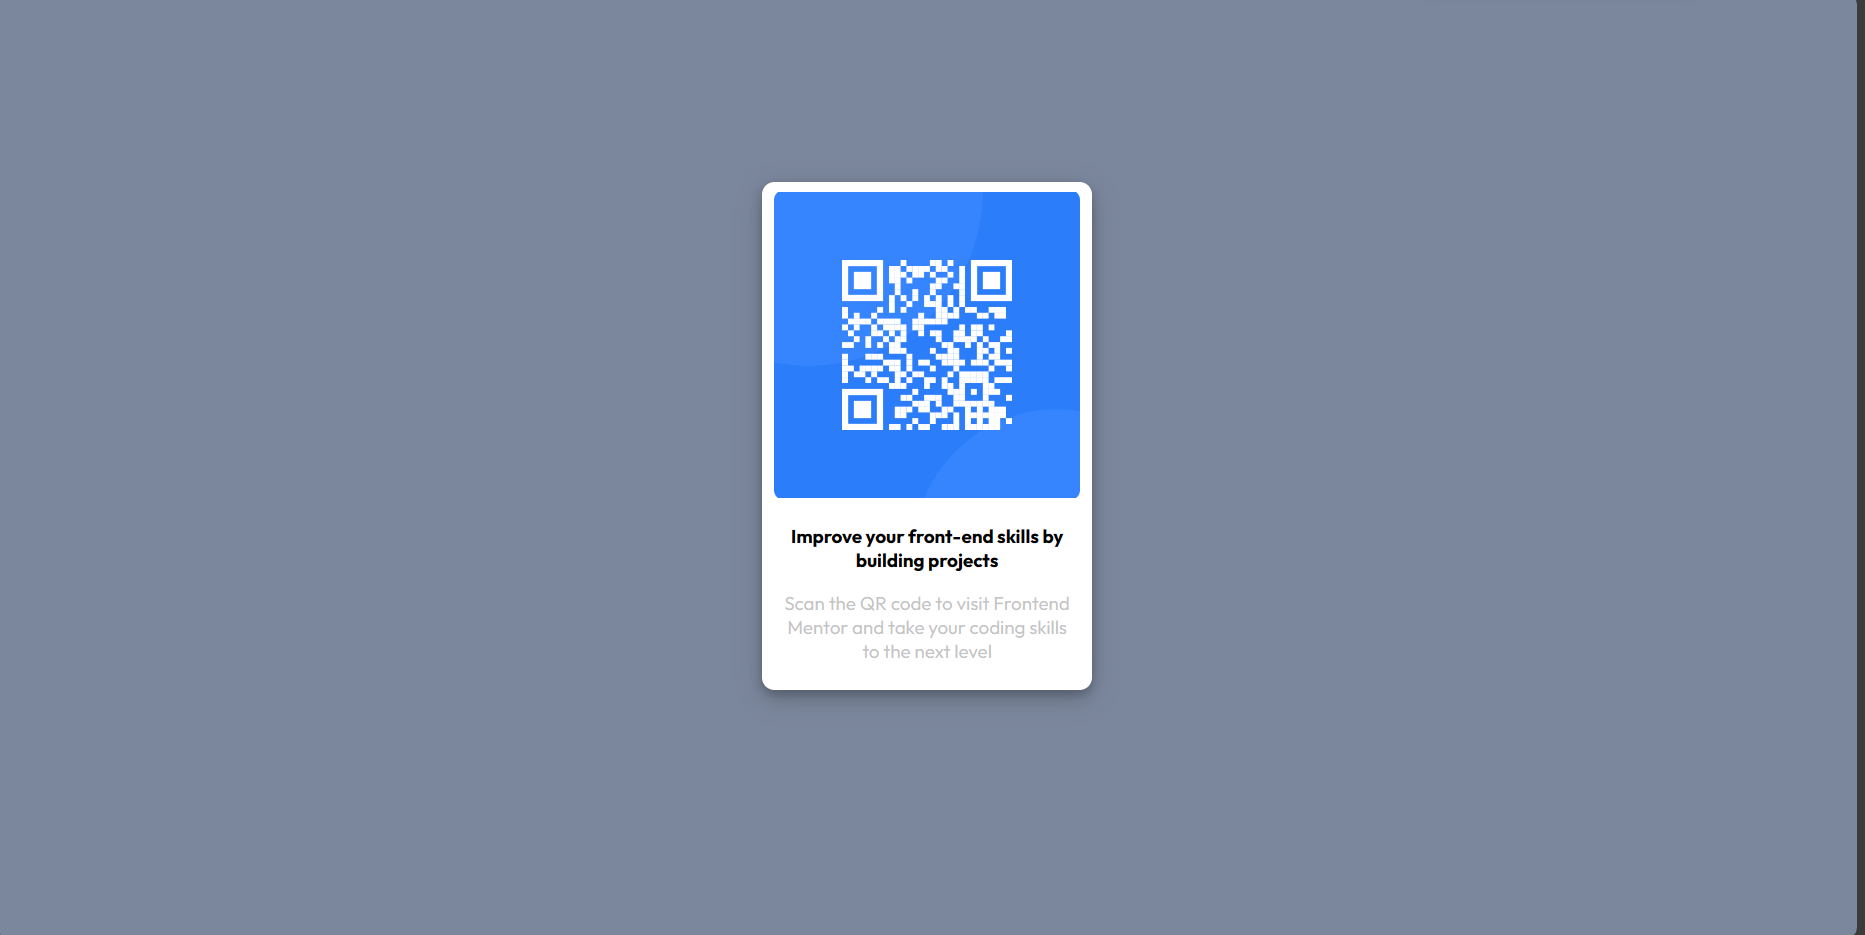 Improve your front-end skills by
building projects
Scan the QR code to visit Frontend
Mentor and take your coding skills
to the next level